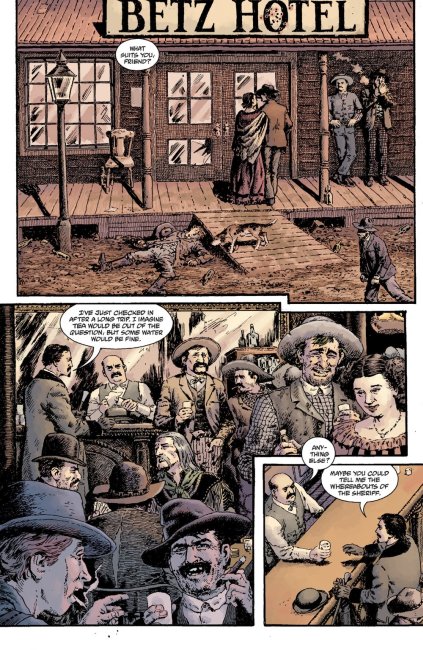 BETZ HOTEL
WHAT
SUITS YOU,
FRIEND?
I'VE JUST CHECKED IN
AFTER A LONG TRIP. I IMAGINE
TEA WOULD BE OUT OF THE
QUESTION, BUT SOME WATER
WOULD BE FINE.
ANY-
THING
ELSE?
MAYBE YOU COULD
TELL ME THE
WHEREABOUTS OF
THE SHERIFF.